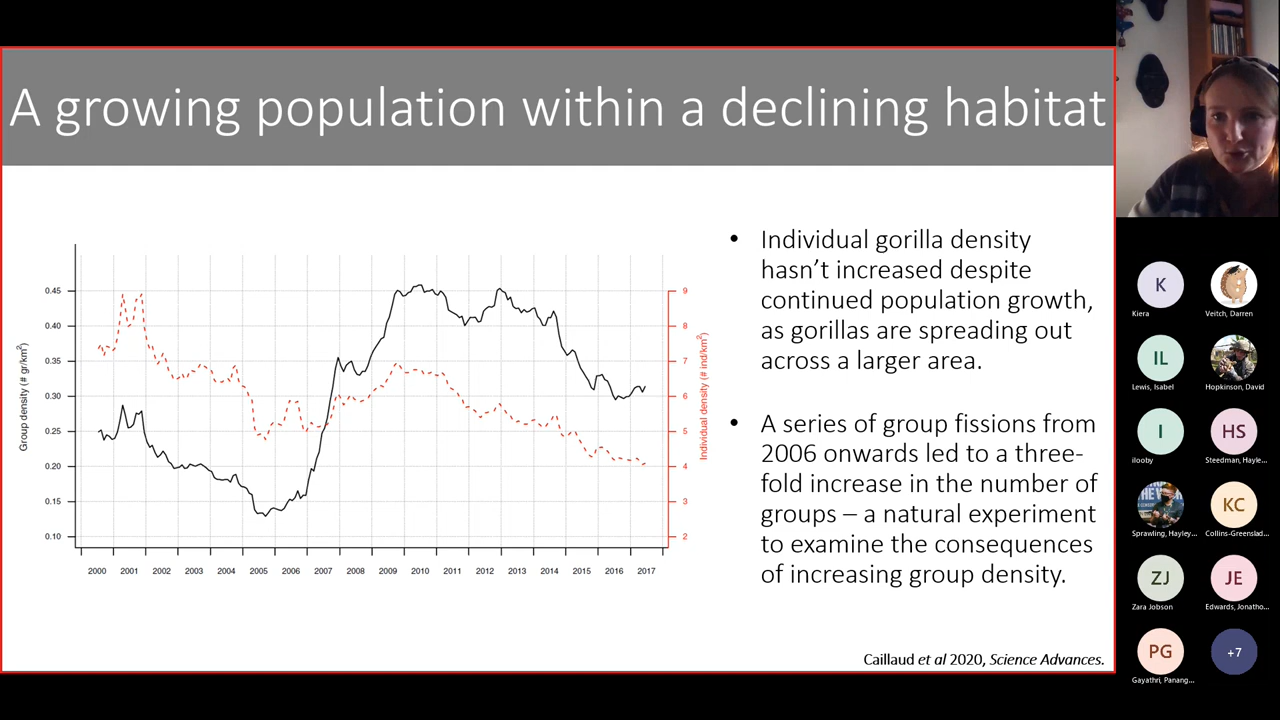 A growing population within a declining habitat
Group density (# gr/km²)
0.45
0.40
0.35
0.30
0.25
0.20
0.15
0.10
9
8
7
6
5
4
3
2
Individual density (# ind/km²)
2000 2001 2002 2003 2004 2005 2006 2007 2008 2009 2010 2011 2012 2013 2014 2015 2016 2017
• Individual gorilla density
hasn’t increased despite
continued population growth,
as gorillas are spreading out
across a larger area.
• A series of group fissions from
2006 onwards led to a three-
fold increase in the number of
groups – a natural experiment
to examine the consequences
of increasing group density.
Caillaud et al 2020, Science Advances.
K
Kiera
Veitch, Darren
IL
Lewis, Isabel
Hopkinson, David
I
ilooby
HS
Steedman, Hayle...
Sprawling, Hayley...
KC
Collins-Greenslad...
ZJ
Zara Jobson
JE
Edwards, Jonatho...
PG
Gayathri, Panang...
+7